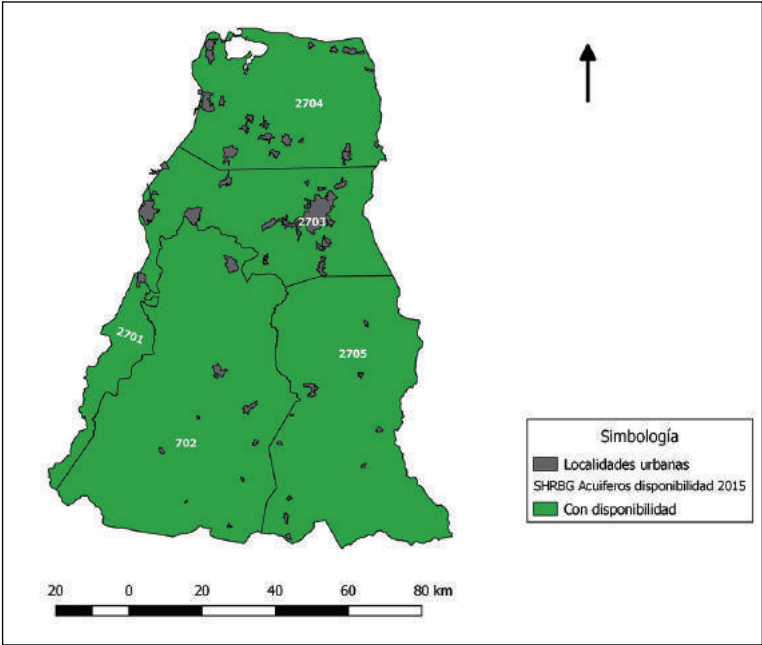 2704
2703
2701
2705
702
Simbología
Localidades urbanas
SHRBG Acuiferos disponibilidad 2015
Con disponibilidad
20 0 20 40 60 80 km